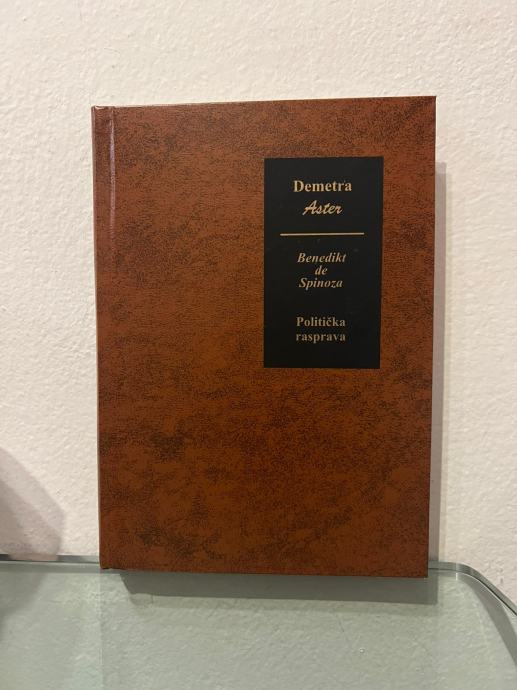 Demetra
Aster
Benedikt
de
Spinoza
Politička
rasprava